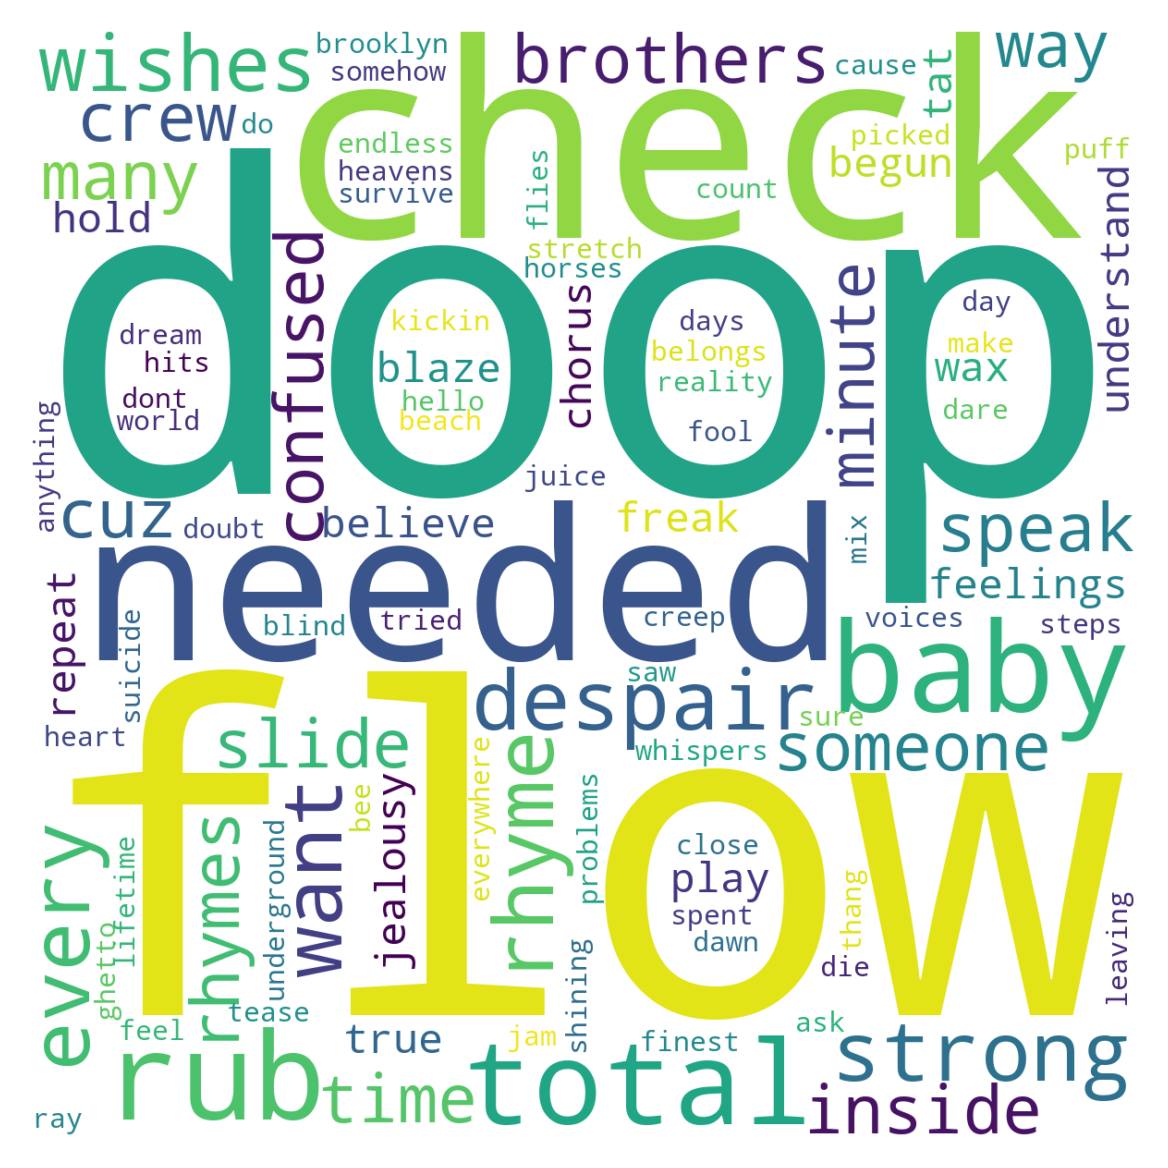 wishes
brooklyn
somehow
brothers
cause
tat
way
crew
do
check
picked
begun
puff
many
endless
heavens
survive
flies
count
hold
stretch
horses
understand
doop
confused
chorus
minute
dream
hits
dont
world
kickin
blaze
hello
beach
days
belongs
reality
fool
day
make
wax
dare
anything
juice
cuz
doubt
believe
freak
mix
speak
needed
feelings
repeat
suicide
blind
tried
creep
voices
steps
baby
heart
saw
despair
sure
whispers
someone
slide
flow
every
ghetto
lifetime
rhymes
underground
want
bee
jealousy
everywhere
rhyme
problems
close
play
spent
dawn
thang
die
leaving
shining
feel
tease
true
jam
finest
ask
strong
ray
rub
time
total
inside